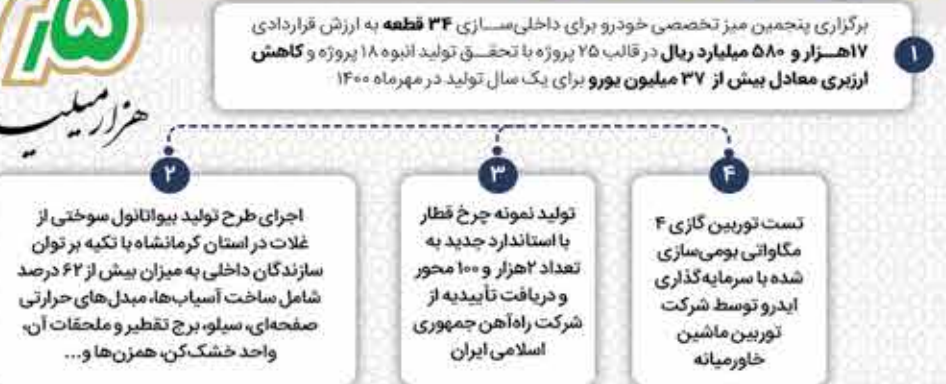 ۳۵
هزار میلیـ
۱
برگزاری پنجمین میز تخصصی خودرو برای داخلی‌ســازی ۳۴ قطعه به ارزش قراردادی
۱۷هــزار و ۵۸۰ میلیارد ریال در قالب ۲۵ پروژه با تحقــق تولید انبوه ۱۸ پروژه و کاهش
ارزبری معادل بیش از ۳۷ میلیون یورو برای یک سال تولید در مهرماه ۱۴۰۰
۴
تست توربین گازی ۴
مگاواتی بومی‌سازی
شده با سرمایه‌گذاری
ایدرو توسط شرکت
توربین ماشین
خاورمیانه
۳
تولید نمونه چرخ قطار
با استاندارد جدید به
تعداد ۲هزار و ۱۰۰ محور
و دریافت تأییدیه از
شرکت راه‌آهن جمهوری
اسلامی ایران
۲
اجرای طرح تولید بیواتانول سوختی از
غلات در استان کرمانشاه با تکیه بر توان
سازندگان داخلی به میزان بیش از ۶۲ درصد
شامل ساخت آسیاب‌ها، مبدل‌های حرارتی
صفحه‌ای، سیلو، برج تقطیر و ملحقات آن،
واحد خشک‌کن، همزن‌ها و...